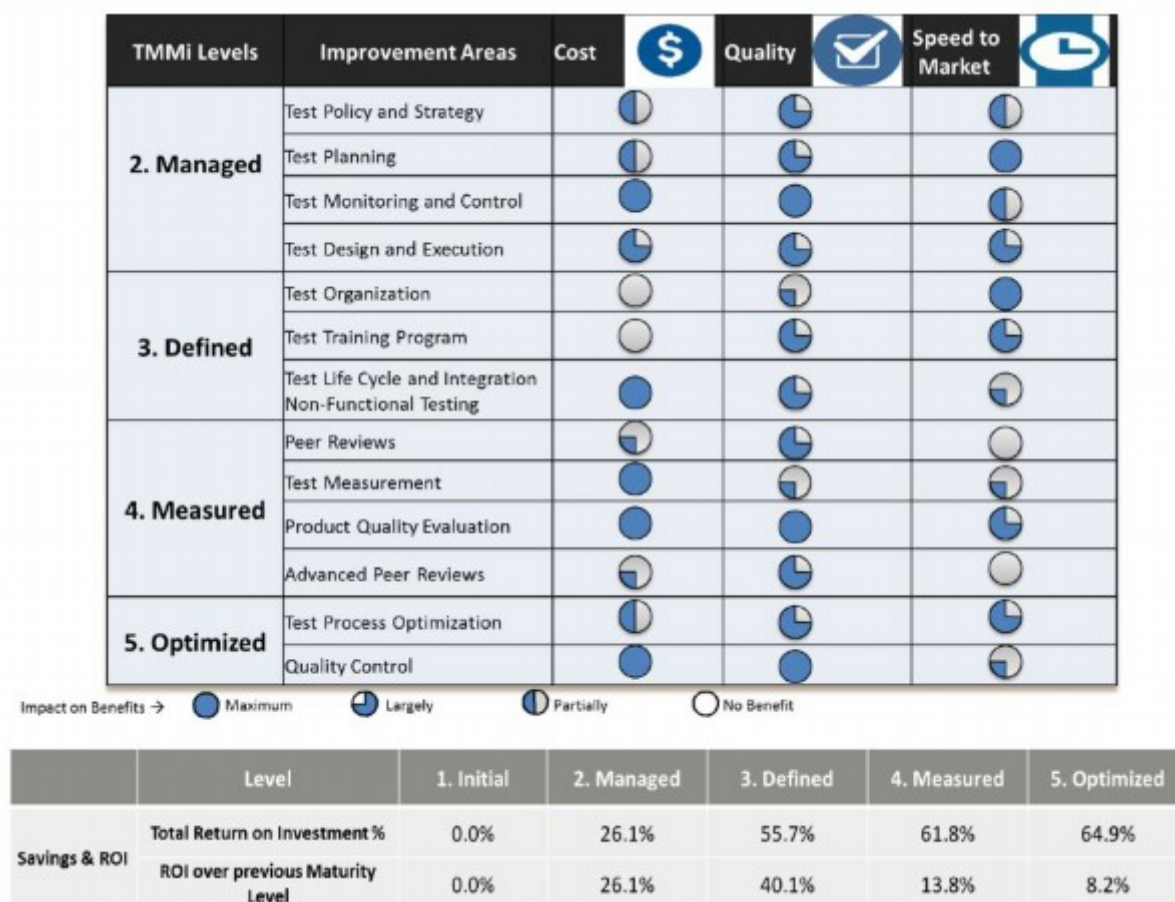 TMMi Levels Improvement Areas Cost $ Quality Speed to Market
2. Managed
Test Policy and Strategy
Test Planning
Test Monitoring and Control
Test Design and Execution
3. Defined
Test Organization
Test Training Program
Test Life Cycle and Integration
Non-Functional Testing
4. Measured
Peer Reviews
Test Measurement
Product Quality Evaluation
Advanced Peer Reviews
5. Optimized
Test Process Optimization
Quality Control
Impact on Benefits → Maximum Largely Partially No Benefit
Level 1. Initial 2. Managed 3. Defined 4. Measured 5. Optimized
Savings & ROI
Total Return on Investment % 0.0% 26.1% 55.7% 61.8% 64.9%
ROI over previous Maturity
Level 0.0% 26.1% 40.1% 13.8% 8.2%